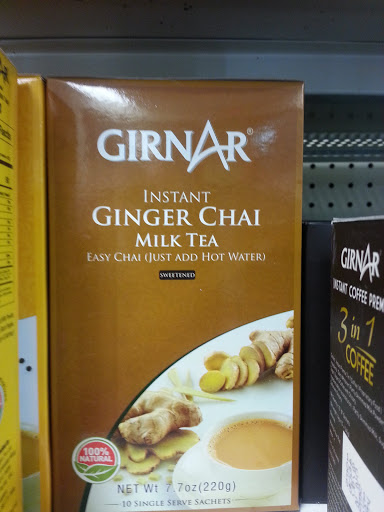 GIRNAR®
INSTANT
GINGER CHAI
MILK TEA
EASY CHAI (JUST ADD HOT WATER)
SWEETENED
100%
NATURAL
NET Wt 7.7oz(220g)
10 SINGLE SERVE SACHETS
GIRNAR
INSTANT COFFEE PREM
3 in 1
COFFEE